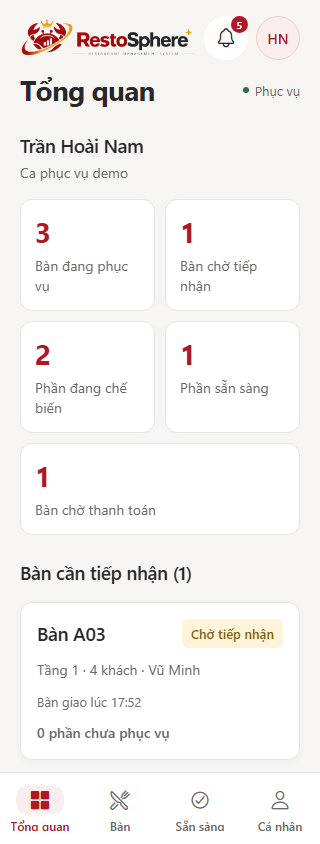 RestoSphere
RESTAURANT MANAGEMENT SYSTEM
5
HN
Tổng quan
Phục vụ
Trần Hoài Nam
Ca phục vụ demo
3
Bàn đang phục
vụ
1
Bàn chờ tiếp
nhận
2
Phần đang chế
biến
1
Phần sẵn sàng
1
Bàn chờ thanh toán
Bàn cần tiếp nhận (1)
Bàn A03
Chờ tiếp nhận
Tầng 1 · 4 khách · Vũ Minh
Bàn giao lúc 17:52
0 phần chưa phục vụ
Tổng quan
Bàn
Sẵn sàng
Cá nhân